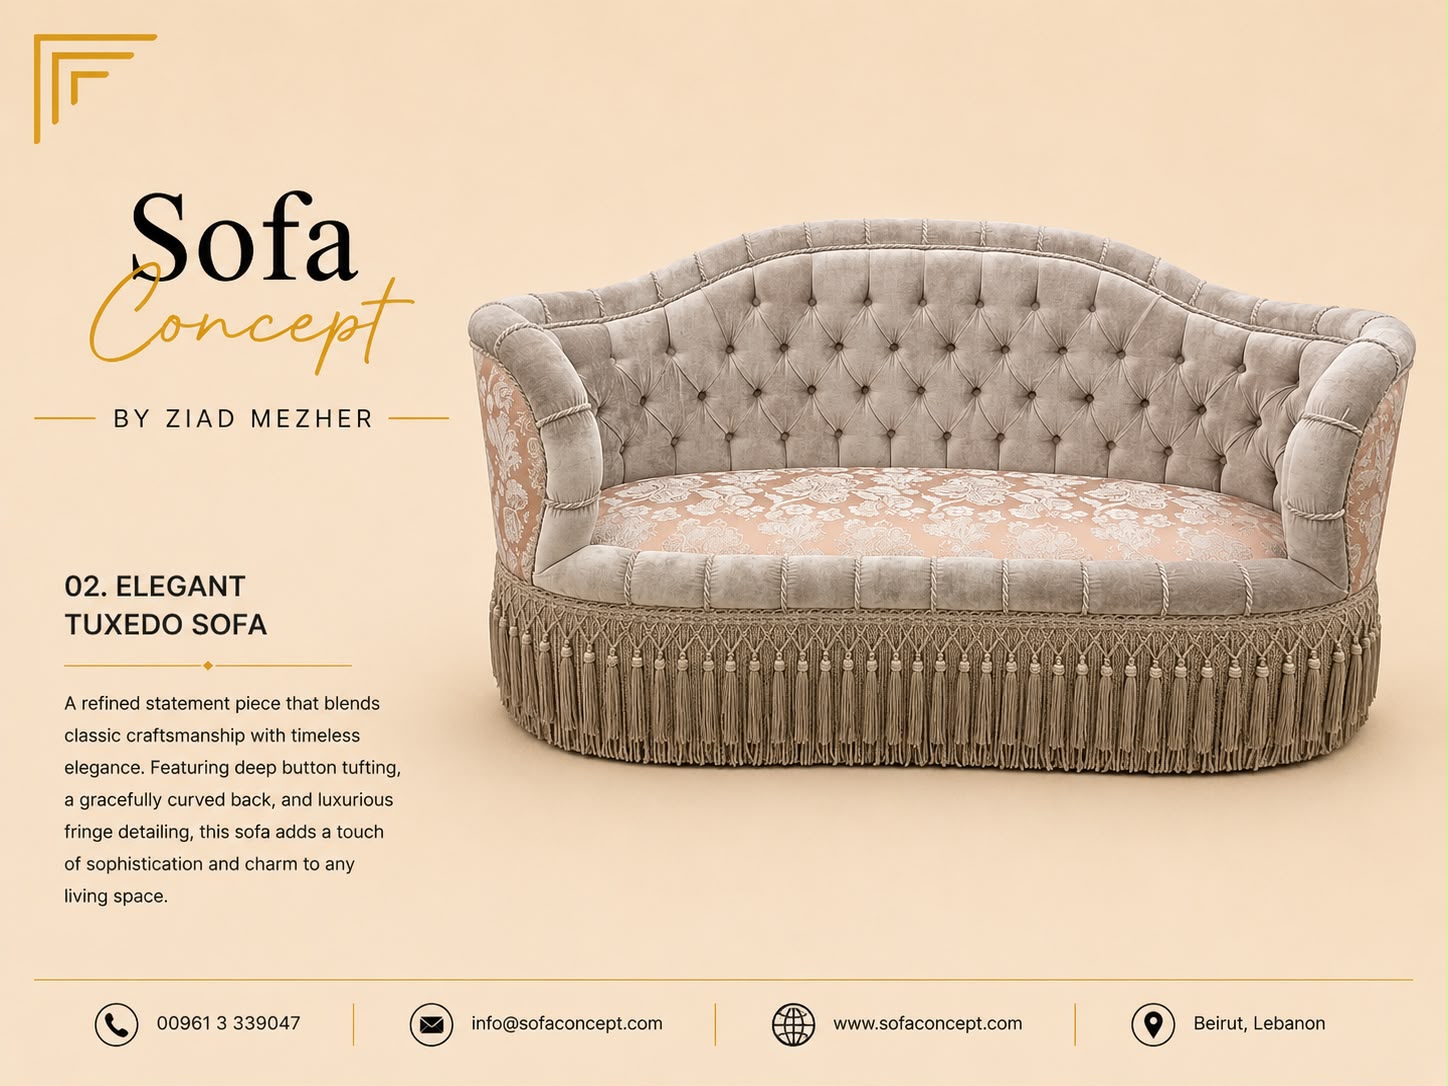 Sofa
Concept
BY ZIAD MEZHER
02. ELEGANT
TUXEDO SOFA
A refined statement piece that blends
classic craftsmanship with timeless
elegance. Featuring deep button tufting,
a gracefully curved back, and luxurious
fringe detailing, this sofa adds a touch
of sophistication and charm to any
living space.
00961 3 339047
info@sofaconcept.com
www.sofaconcept.com
Beirut, Lebanon